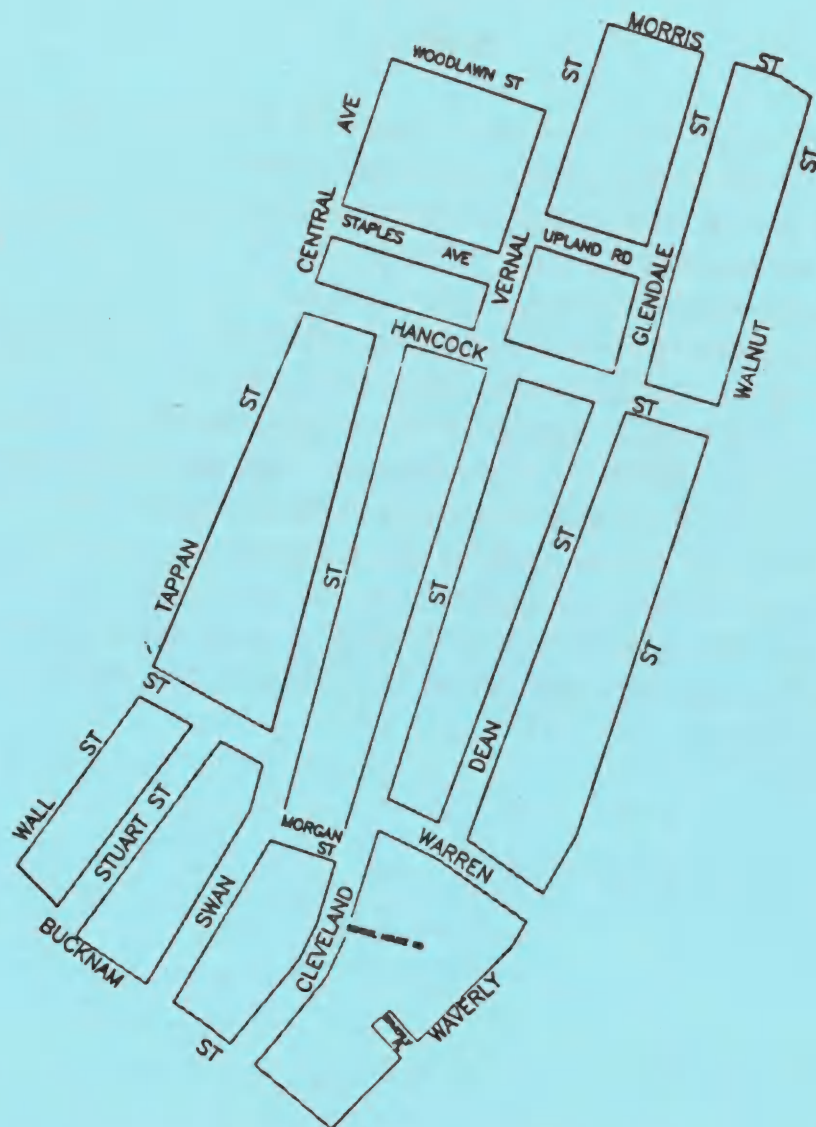 MORRIS
ST
WOODLAWN ST
ST
AVE
ST
ST
CENTRAL
STAPLES
AVE
VERNAL
UPLAND RD
GLENDALE
HANCOCK
WALNUT
ST
ST
ST
TAPPAN
ST
ST
ST
ST
ST
DEAN
ST
WALL
STUART ST
MORGAN
ST
WARREN
SWAN
BUCKNAM
CLEVELAND
WAVERLY
ST